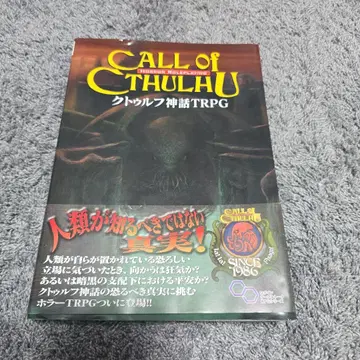 CALL of
HORROR ROLEPLAYING
CTHULHU
クトゥルフ神話TRPG
人類が知るべきではない
真実!
人類が自らが置かれている恐ろしい
立場に気づいたとき、向かうは狂気か?
あるいは暗黒の支配下における平安か?
クトゥルフ神話の恐るべき真実に挑む
ホラーTRPGついに登場!!
CALL of
CTHULHU
SINCE
1986